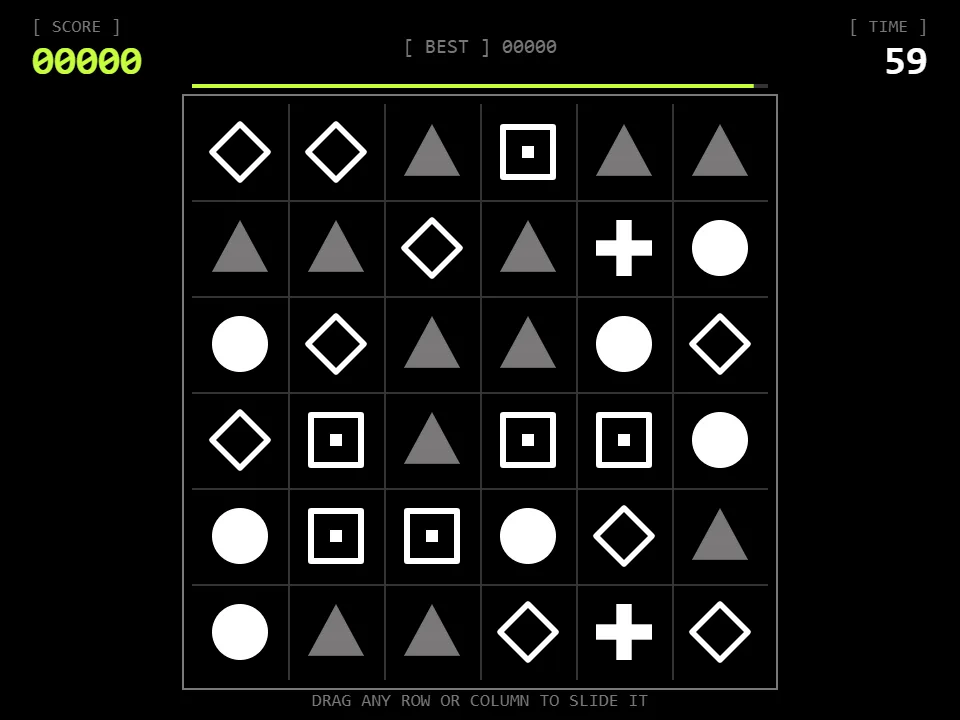 [ SCORE ]
00000
[ BEST ] 00000
[ TIME ]
59
DRAG ANY ROW OR COLUMN TO SLIDE IT